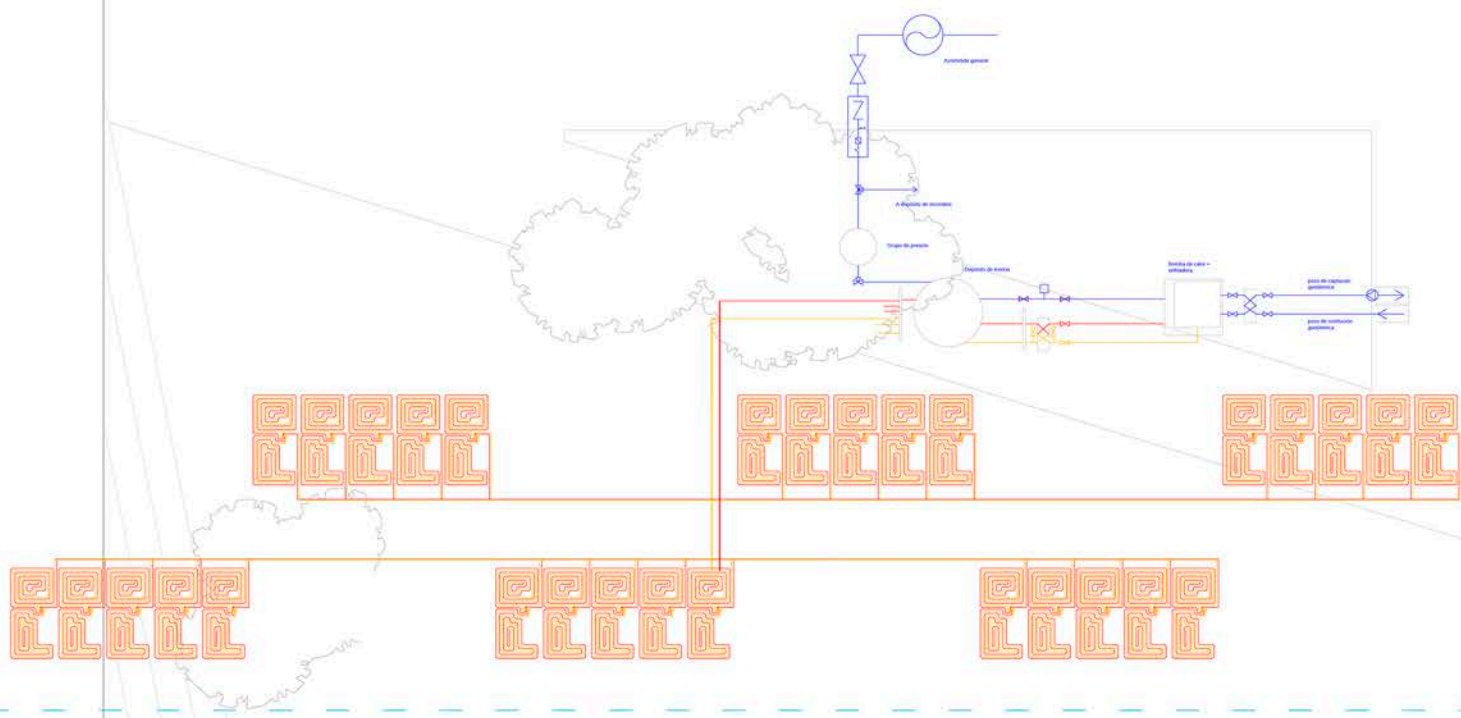 Acometida general
A depósito de incendios
Grupo de presión
Depósito de inercia
Bomba de calor +
enfriadora
pozo de captación
geotérmica
pozo de restitución
geotérmica